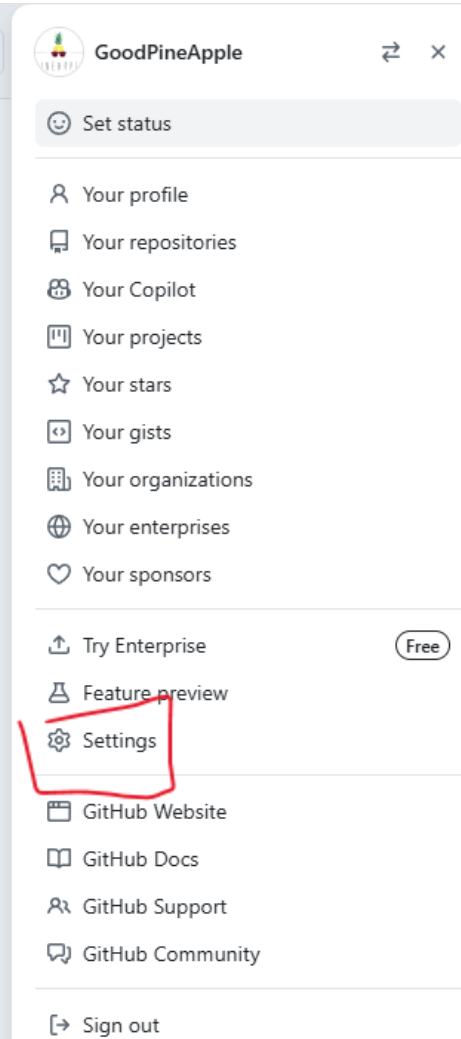 GoodPineApple
Set status
Your profile
Your repositories
Your Copilot
Your projects
Your stars
Your gists
Your organizations
Your enterprises
Your sponsors
Try Enterprise Free
Feature preview
Settings
GitHub Website
GitHub Docs
GitHub Support
GitHub Community
Sign out